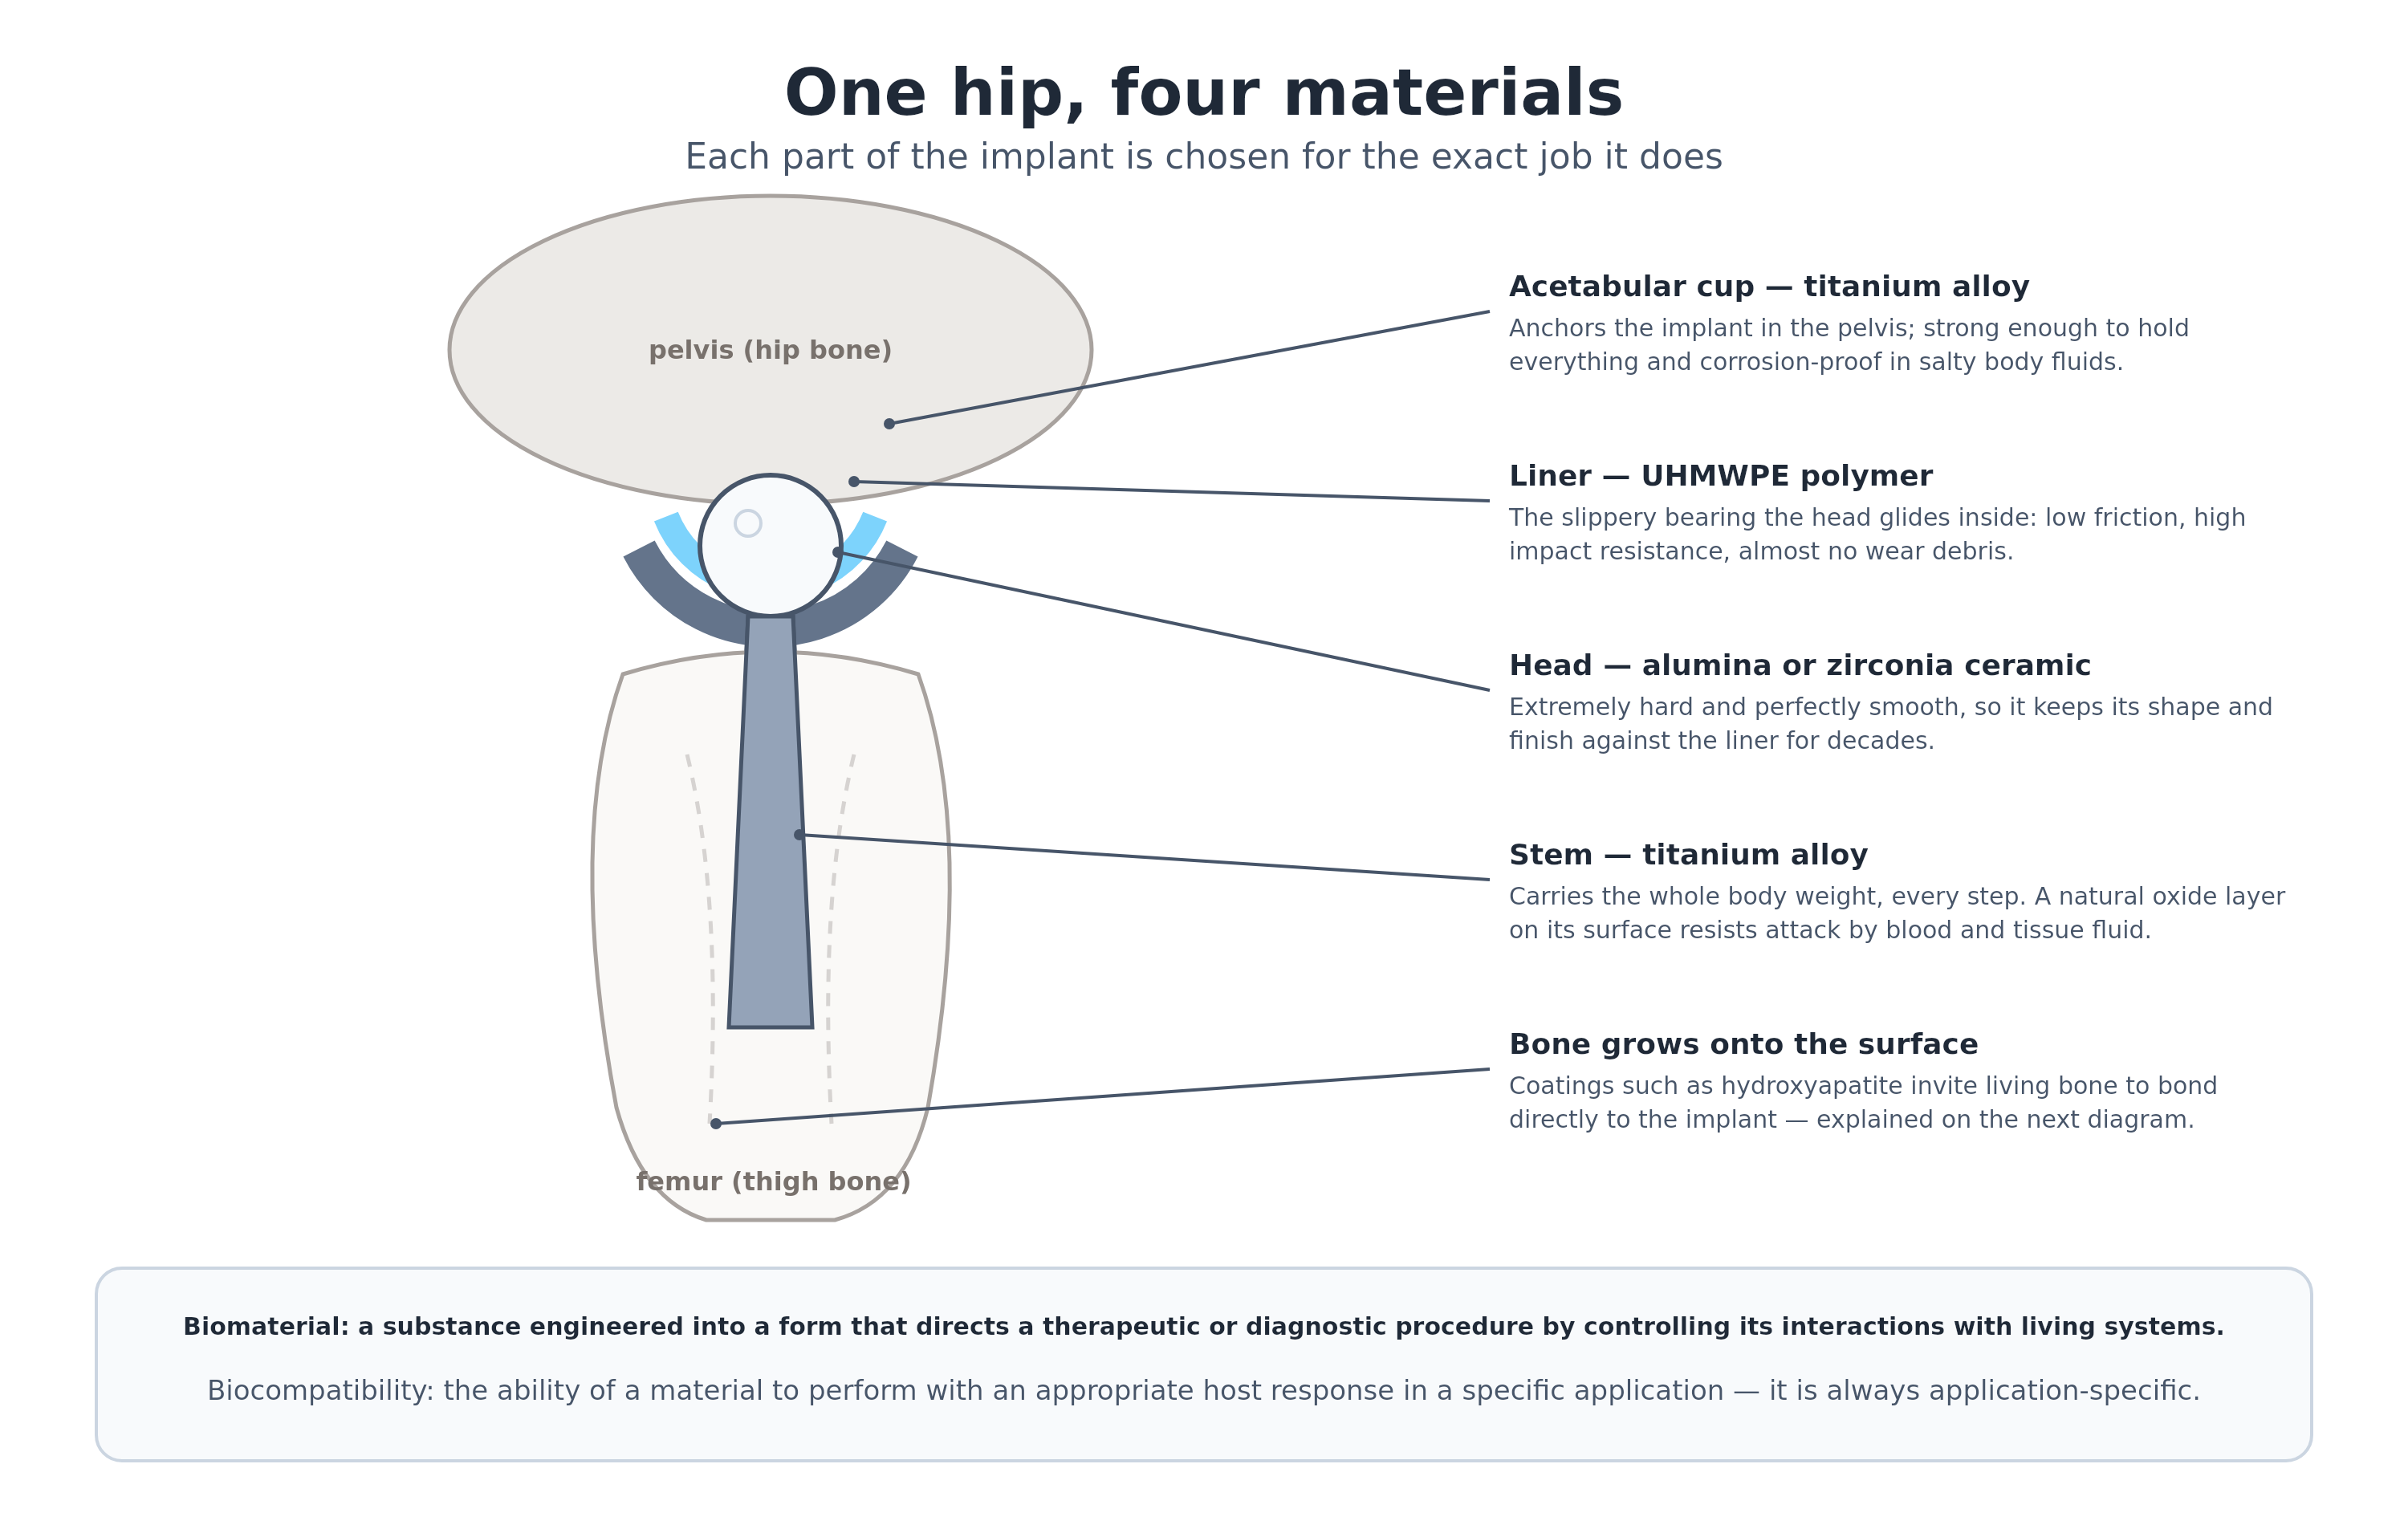 One hip, four materials
Each part of the implant is chosen for the exact job it does
pelvis (hip bone)
Acetabular cup — titanium alloy
Anchors the implant in the pelvis; strong enough to hold
everything and corrosion-proof in salty body fluids.
Liner — UHMWPE polymer
The slippery bearing the head glides inside: low friction, high
impact resistance, almost no wear debris.
Head — alumina or zirconia ceramic
Extremely hard and perfectly smooth, so it keeps its shape and
finish against the liner for decades.
Stem — titanium alloy
Carries the whole body weight, every step. A natural oxide layer
on its surface resists attack by blood and tissue fluid.
Bone grows onto the surface
Coatings such as hydroxyapatite invite living bone to bond
directly to the implant — explained on the next diagram.
femur (thigh bone)
Biomaterial: a substance engineered into a form that directs a therapeutic or diagnostic procedure by controlling its interactions with living systems.
Biocompatibility: the ability of a material to perform with an appropriate host response in a specific application — it is always application-specific.